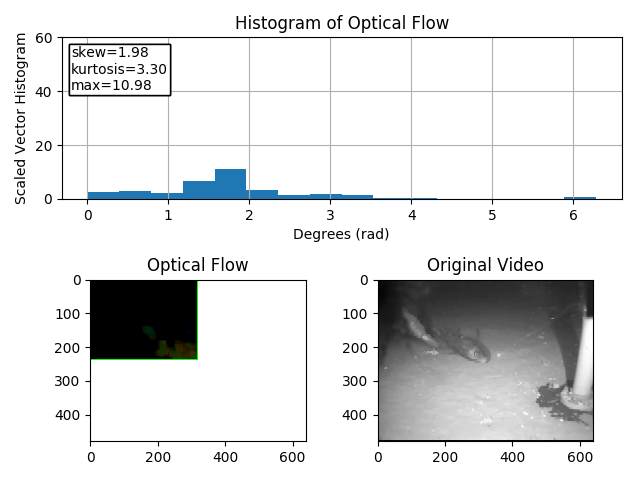 Histogram of Optical Flow
Scaled Vector Histogram
60
40
20
0
skew=1.98
kurtosis=3.30
max=10.98
0 1 2 3 4 5 6
Degrees (rad)
Optical Flow
0
100
200
300
400
0 200 400 600
Original Video
0
100
200
300
400
0 200 400 600